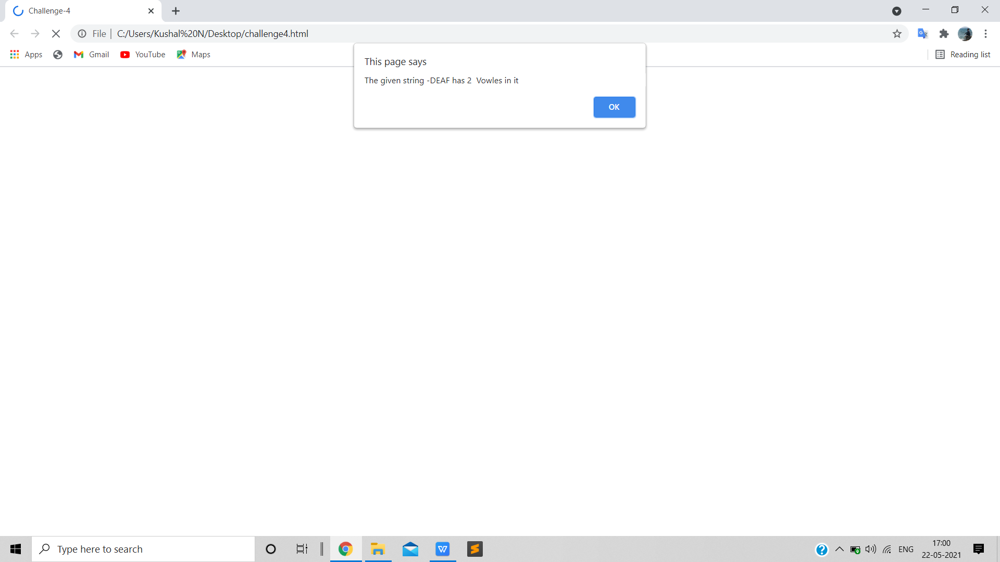 Challenge-4
File | C:/Users/Kushal%20N/Desktop/challenge4.html
Apps Gmail YouTube Maps Reading list
This page says
The given string -DEAF has 2  Vowles in it
OK
Type here to search
ENG
17:00
22-05-2021